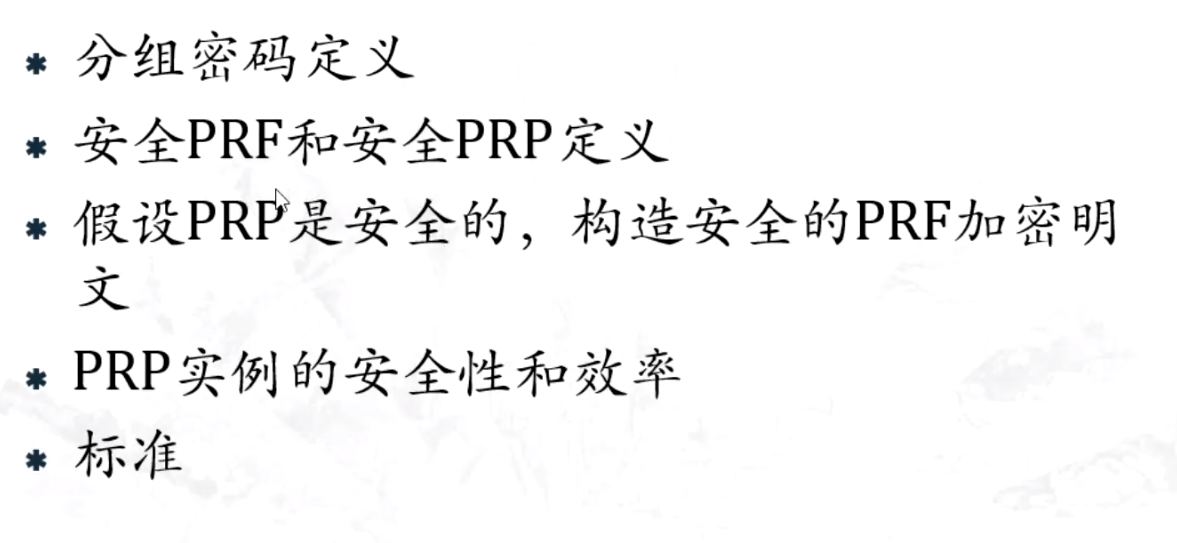 * 分组密码定义
* 安全PRF和安全PRP定义
* 假设PRP是安全的，构造安全的PRF加密明
文
* PRP实例的安全性和效率
* 标准